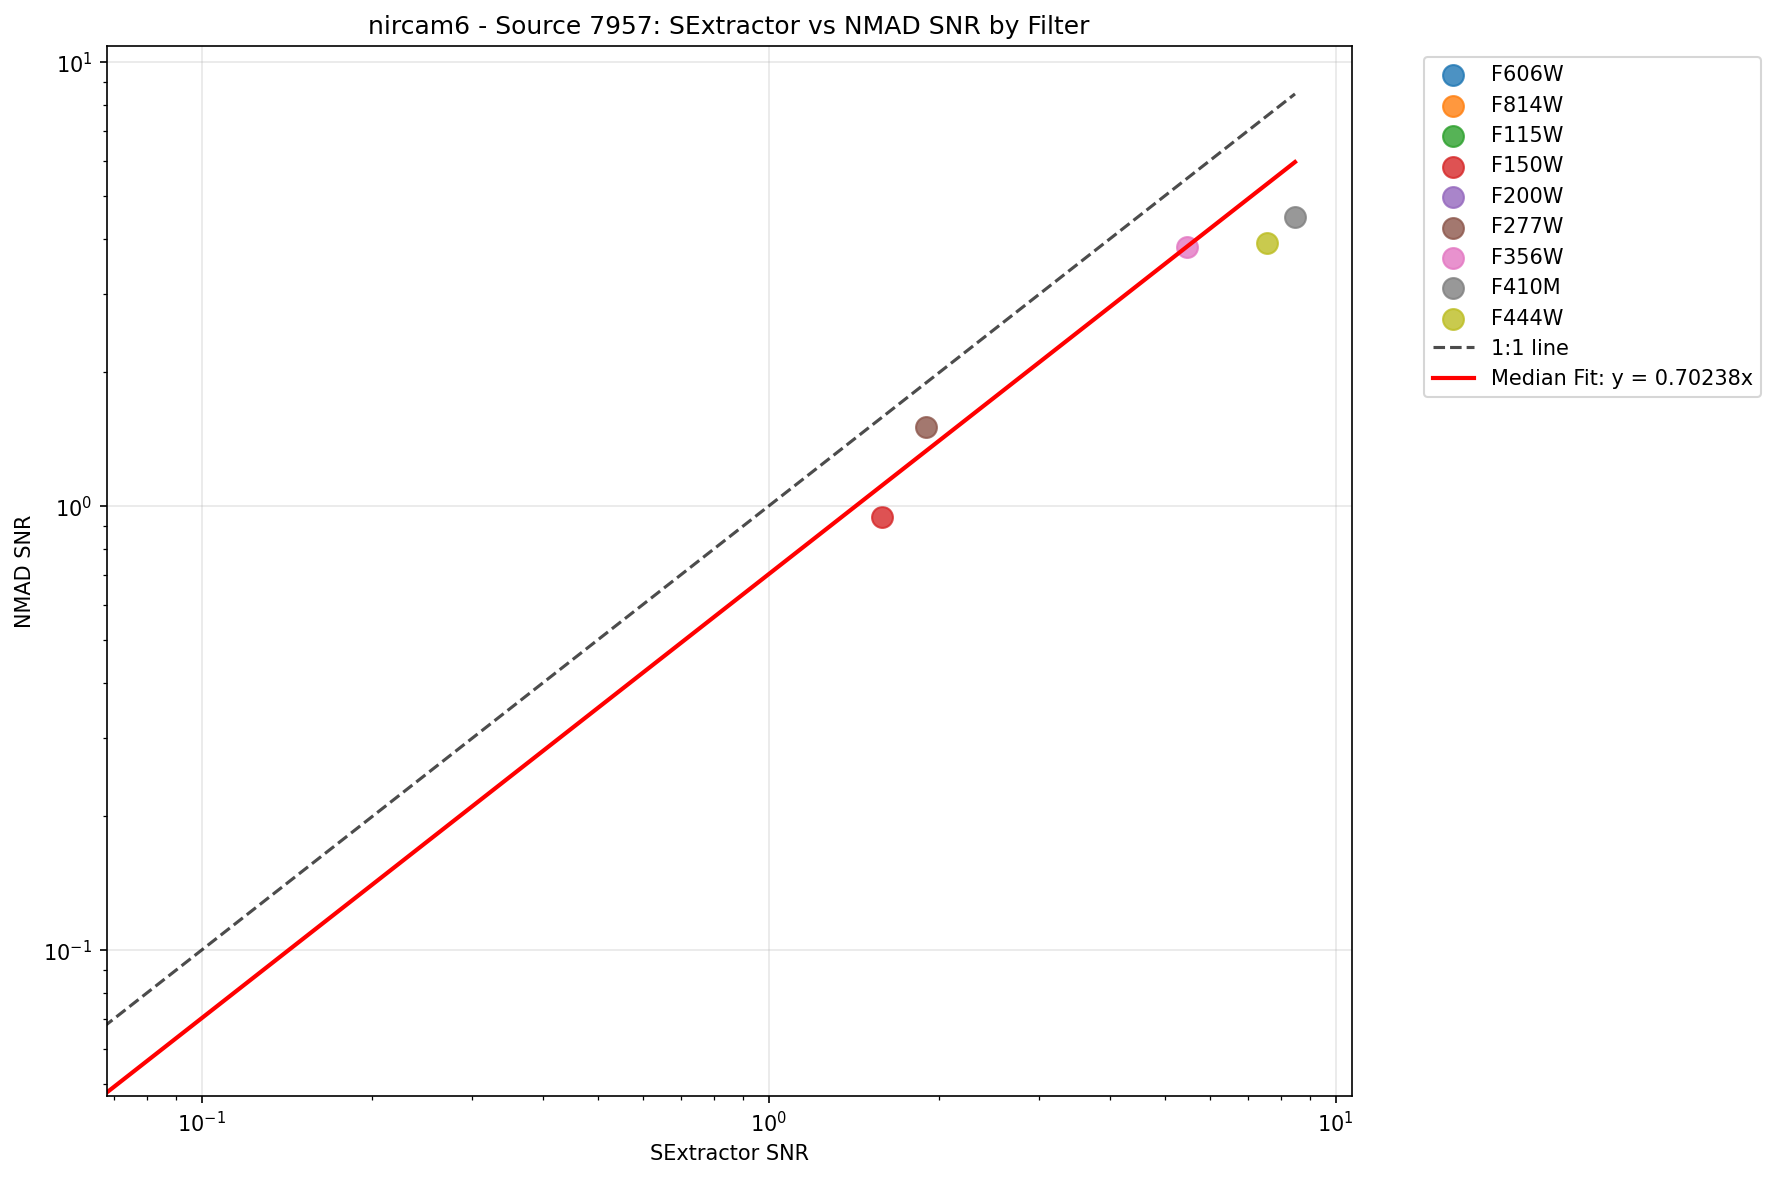 nircam6 - Source 7957: SExtractor vs NMAD SNR by Filter
NMAD SNR
10¹
10⁰
10⁻¹
10⁻¹
10⁰
10¹
SExtractor SNR
F606W
F814W
F115W
F150W
F200W
F277W
F356W
F410M
F444W
1:1 line
Median Fit: y = 0.70238x